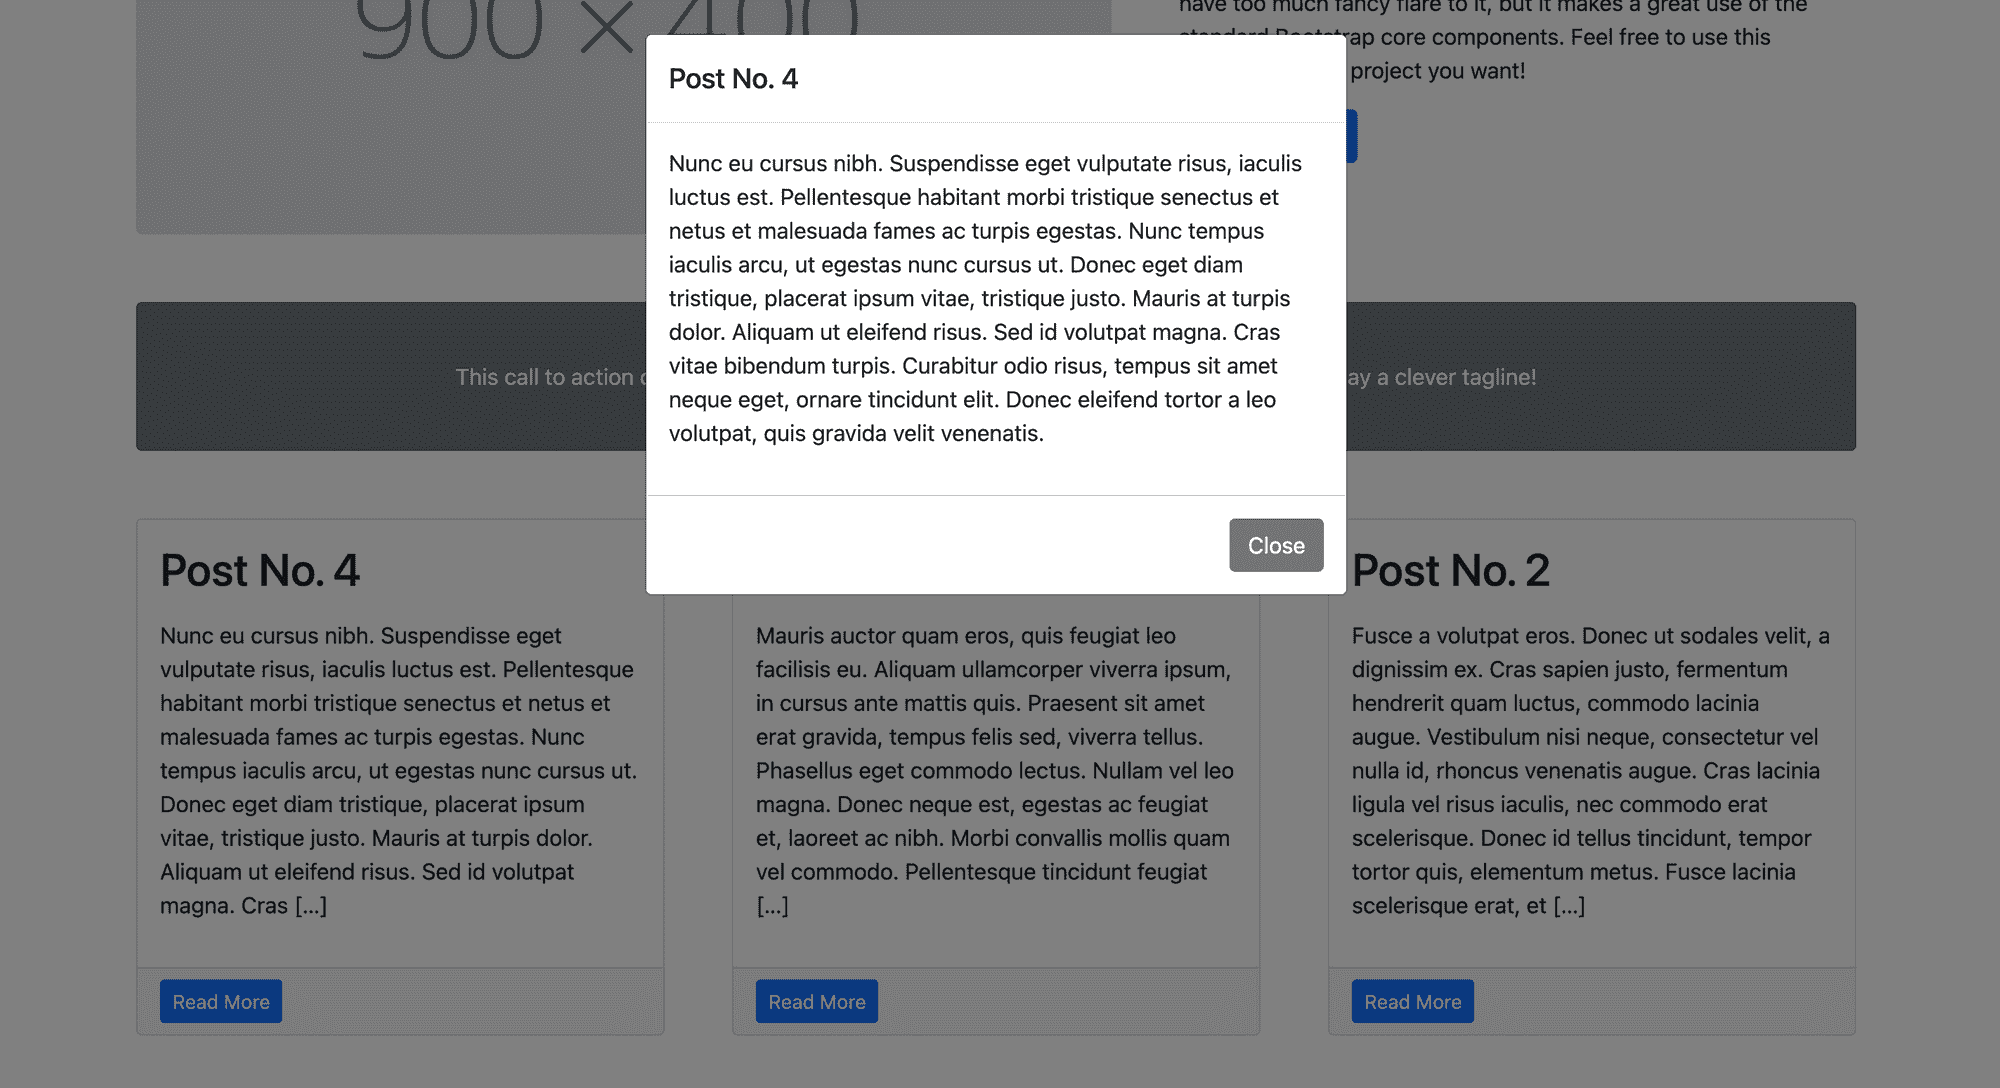 900 × 400
have too much fancy flare to it, but it makes a great use of the
standard Bootstrap core components. Feel free to use this
project you want!
Post No. 4
Nunc eu cursus nibh. Suspendisse eget vulputate risus, iaculis
luctus est. Pellentesque habitant morbi tristique senectus et
netus et malesuada fames ac turpis egestas. Nunc tempus
iaculis arcu, ut egestas nunc cursus ut. Donec eget diam
tristique, placerat ipsum vitae, tristique justo. Mauris at turpis
dolor. Aliquam ut eleifend risus. Sed id volutpat magna. Cras
vitae bibendum turpis. Curabitur odio risus, tempus sit amet
neque eget, ornare tincidunt elit. Donec eleifend tortor a leo
volutpat, quis gravida velit venenatis.
Close
This call to action
a clever tagline!
Post No. 4
Nunc eu cursus nibh. Suspendisse eget
vulputate risus, iaculis luctus est. Pellentesque
habitant morbi tristique senectus et netus et
malesuada fames ac turpis egestas. Nunc
tempus iaculis arcu, ut egestas nunc cursus ut.
Donec eget diam tristique, placerat ipsum
vitae, tristique justo. Mauris at turpis dolor.
Aliquam ut eleifend risus. Sed id volutpat
magna. Cras [...]
Read More
Mauris auctor quam eros, quis feugiat leo
facilisis eu. Aliquam ullamcorper viverra ipsum,
in cursus ante mattis quis. Praesent sit amet
erat gravida, tempus felis sed, viverra tellus.
Phasellus eget commodo lectus. Nullam vel leo
magna. Donec neque est, egestas ac feugiat
et, laoreet ac nibh. Morbi convallis mollis quam
vel commodo. Pellentesque tincidunt feugiat
[...]
Read More
Post No. 2
Fusce a volutpat eros. Donec ut sodales velit, a
dignissim ex. Cras sapien justo, fermentum
hendrerit quam luctus, commodo lacinia
augue. Vestibulum nisi neque, consectetur vel
nulla id, rhoncus venenatis augue. Cras lacinia
ligula vel risus iaculis, nec commodo erat
scelerisque. Donec id tellus tincidunt, tempor
tortor quis, elementum metus. Fusce lacinia
scelerisque erat, et [...]
Read More